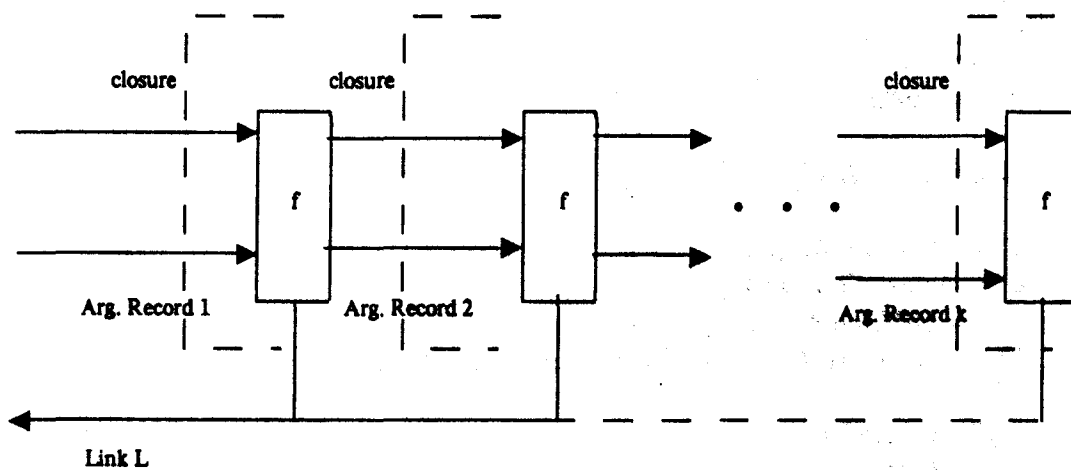 closure
closure
closure
f
f
f
Arg. Record 1
Arg. Record 2
Arg. Record k
Link L